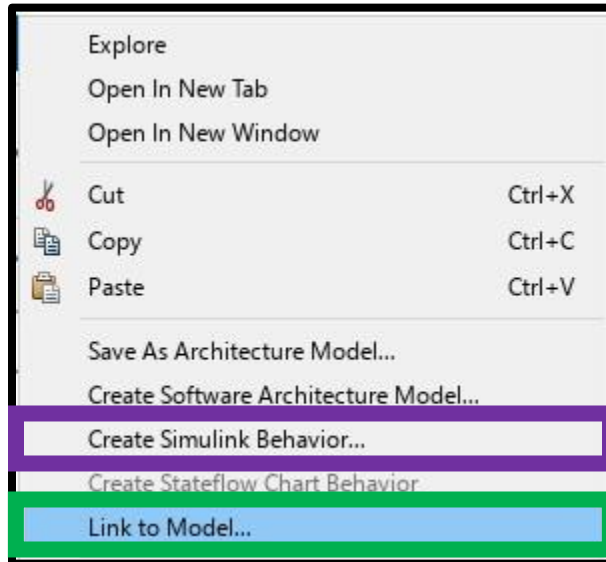 Explore
Open In New Tab
Open In New Window
Cut Ctrl+X
Copy Ctrl+C
Paste Ctrl+V
Save As Architecture Model...
Create Software Architecture Model...
Create Simulink Behavior...
Create Stateflow Chart Behavior
Link to Model...